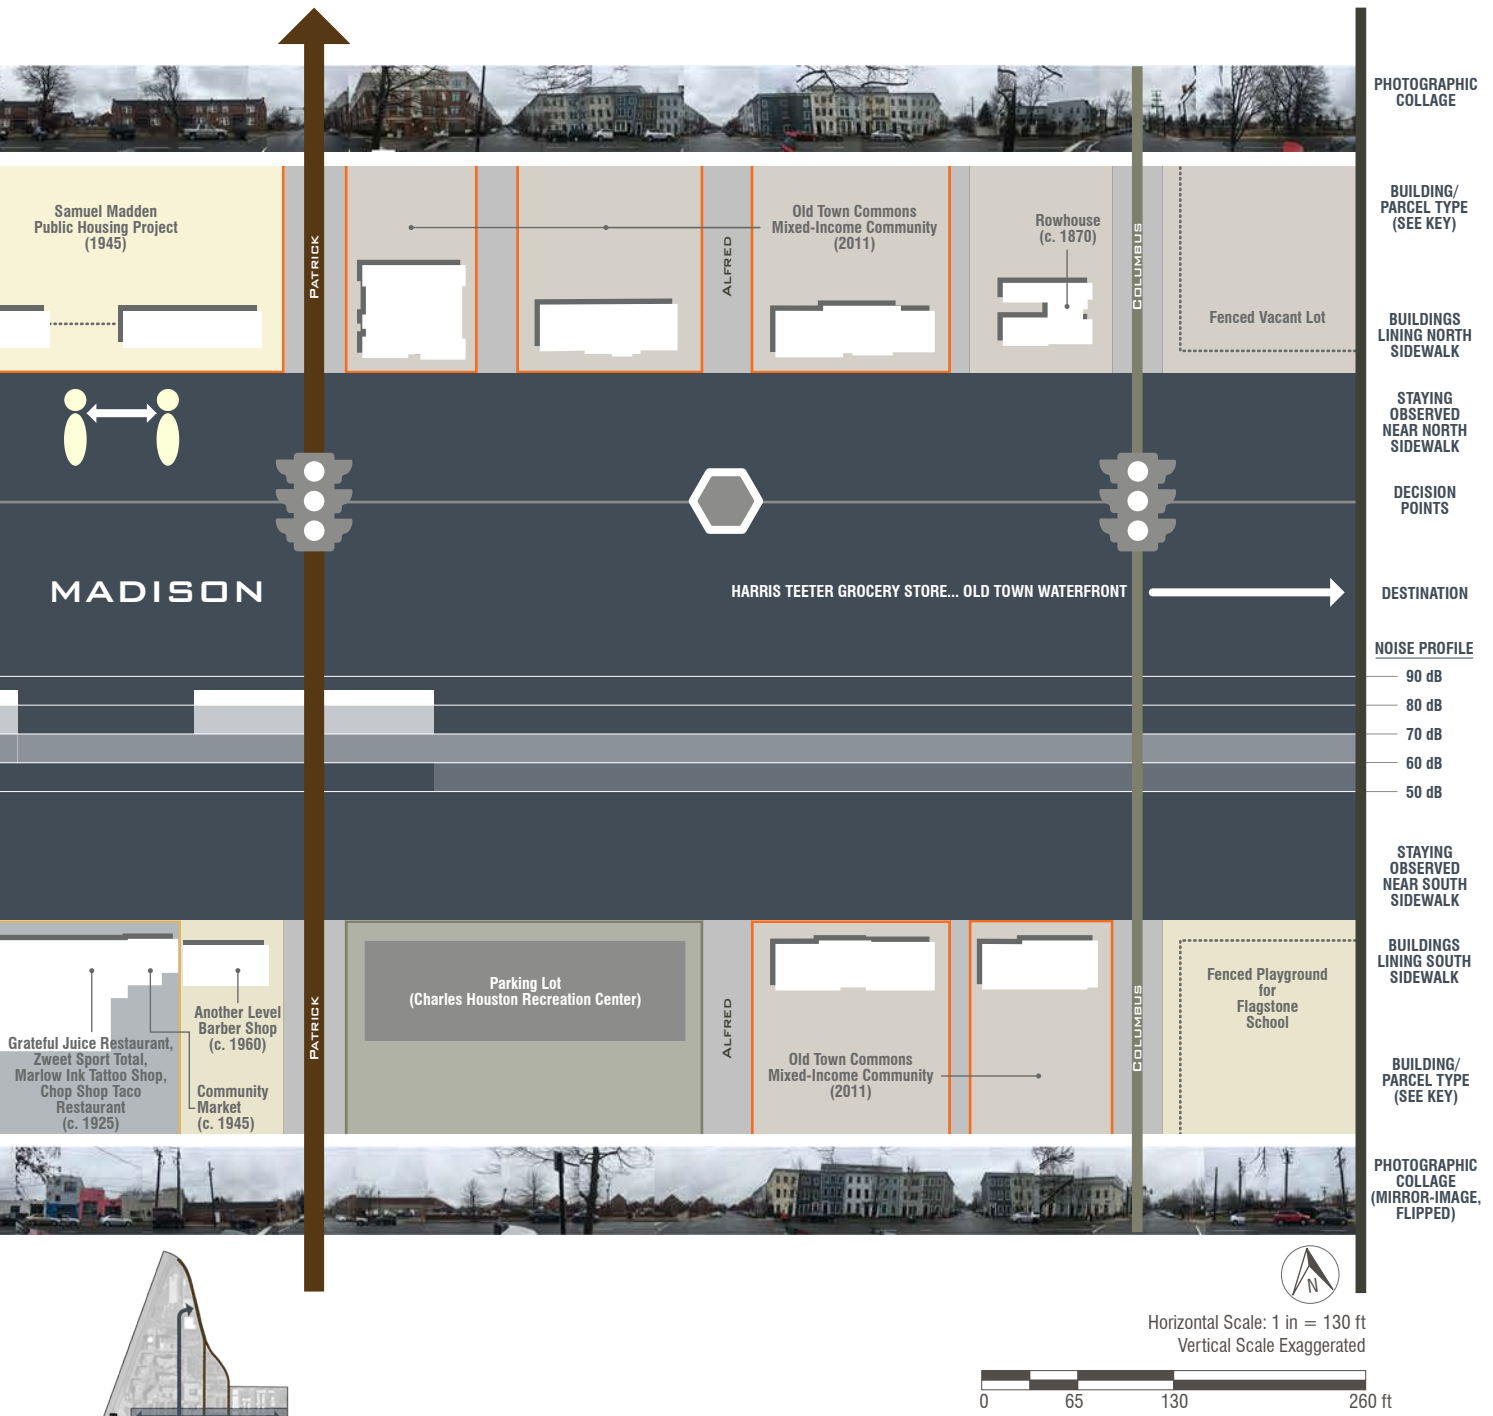 PHOTOGRAPHIC
COLLAGE
Samuel Madden
Public Housing Project
(1945)
PATRICK
Old Town Commons
Mixed-Income Community
(2011)
ALFRED
Rowhouse
(c. 1870)
COLUMBUS
Fenced Vacant Lot
BUILDING/
PARCEL TYPE
(SEE KEY)
BUILDINGS
LINING NORTH
SIDEWALK
STAYING
OBSERVED
NEAR NORTH
SIDEWALK
DECISION
POINTS
MADISON
HARRIS TEETER GROCERY STORE... OLD TOWN WATERFRONT
DESTINATION
NOISE PROFILE
90 dB
80 dB
70 dB
60 dB
50 dB
STAYING
OBSERVED
NEAR SOUTH
SIDEWALK
BUILDINGS
LINING SOUTH
SIDEWALK
Grateful Juice Restaurant,
Zweet Sport Total,
Marlow Ink Tattoo Shop,
Chop Shop Taco
Restaurant
(c. 1925)
Another Level
Barber Shop
(c. 1960)
Community
Market
(c. 1945)
PATRICK
Parking Lot
(Charles Houston Recreation Center)
ALFRED
Old Town Commons
Mixed-Income Community
(2011)
COLUMBUS
Fenced Playground
for
Flagstone
School
BUILDING/
PARCEL TYPE
(SEE KEY)
PHOTOGRAPHIC
COLLAGE
(MIRROR-IMAGE,
FLIPPED)
N
Horizontal Scale: 1 in = 130 ft
Vertical Scale Exaggerated
0 65 130 260 ft